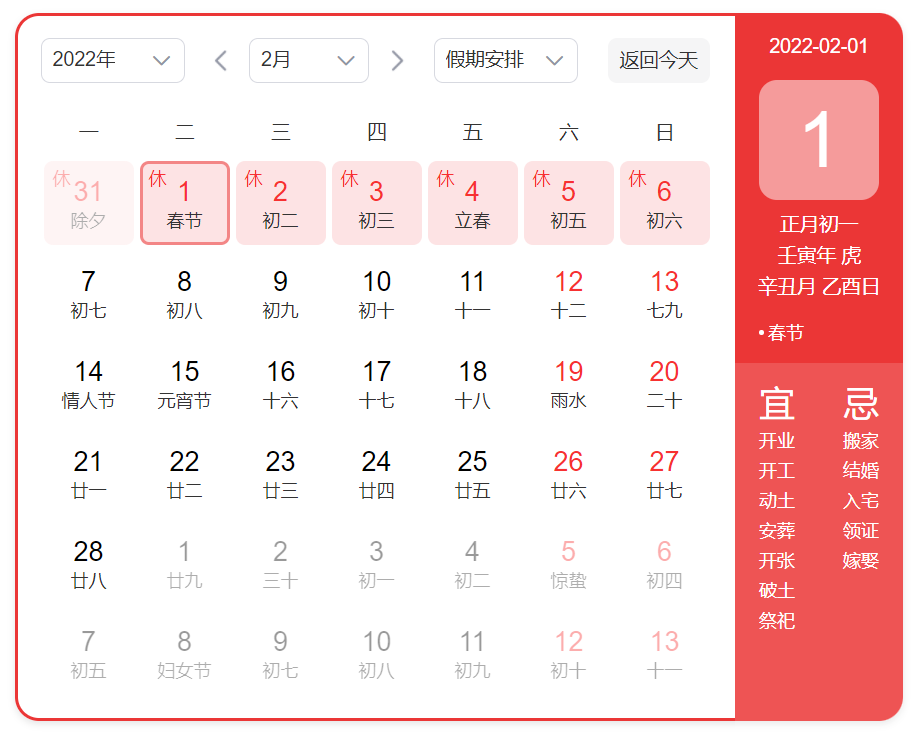 2022年 2月 假期安排 返回今天
一 二 三 四 五 六 日
休 31 休 1 休 2 休 3 休 4 休 5 休 6
除夕 春节 初二 初三 立春 初五 初六
7 8 9 10 11 12 13
初七 初八 初九 初十 十一 十二 七九
14 15 16 17 18 19 20
情人节 元宵节 十六 十七 十八 雨水 二十
21 22 23 24 25 26 27
廿一 廿二 廿三 廿四 廿五 廿六 廿七
28 1 2 3 4 5 6
廿八 廿九 三十 初一 初二 惊蛰 初四
7 8 9 10 11 12 13
初五 妇女节 初七 初八 初九 初十 十一
2022-02-01
1
正月初一
壬寅年 虎
辛丑月 乙酉日
•春节
宜 忌
开业 搬家
开工 结婚
动土 入宅
安葬 领证
开张 嫁娶
破土
祭祀